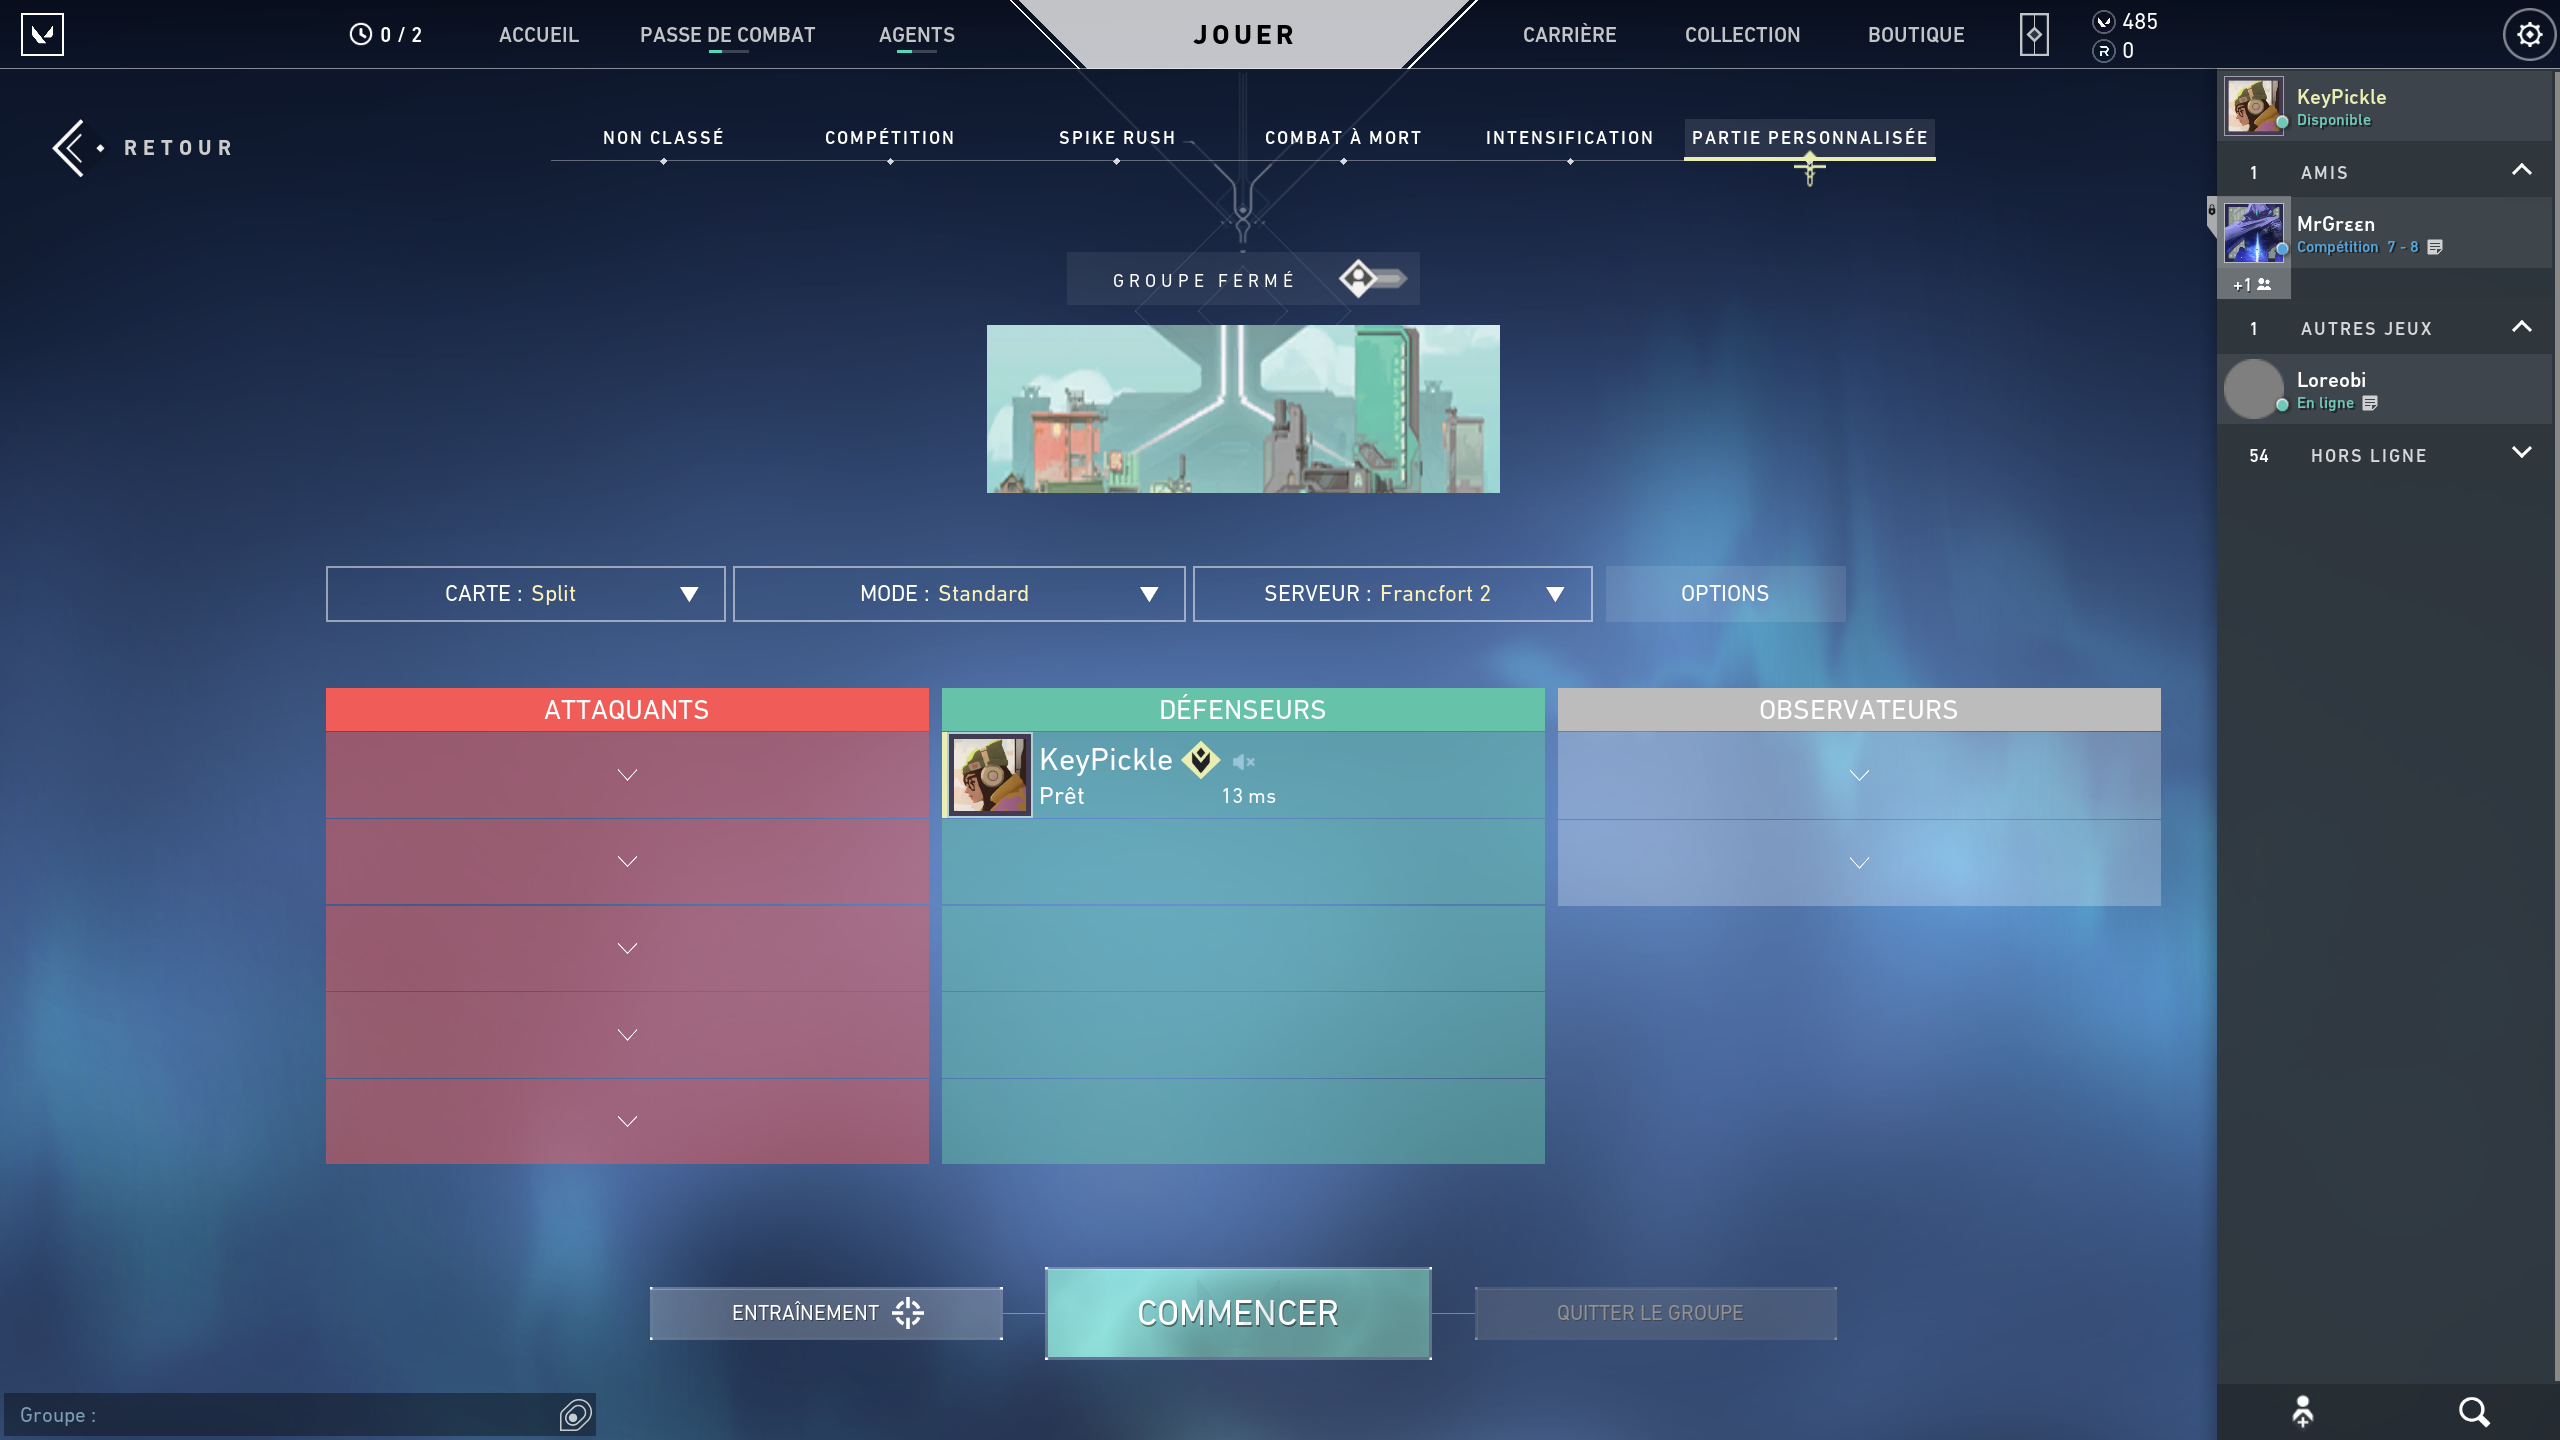 0 / 2
ACCUEIL
PASSE DE COMBAT
AGENTS
JOUER
CARRIÈRE
COLLECTION
BOUTIQUE
485
R 0
RETOUR
NON CLASSÉ
COMPÉTITION
SPIKE RUSH
COMBAT À MORT
INTENSIFICATION
PARTIE PERSONNALISÉE
KeyPickle
Disponible
1 AMIS
MrGrɛɛn
Compétition 7 - 8
+1
1 AUTRES JEUX
Loreobi
En ligne
54 HORS LIGNE
GROUPE FERMÉ
CARTE : Split
MODE : Standard
SERVEUR : Francfort 2
OPTIONS
ATTAQUANTS
DÉFENSEURS
OBSERVATEURS
KeyPickle
Prêt
13 ms
ENTRAÎNEMENT
COMMENCER
QUITTER LE GROUPE
Groupe :